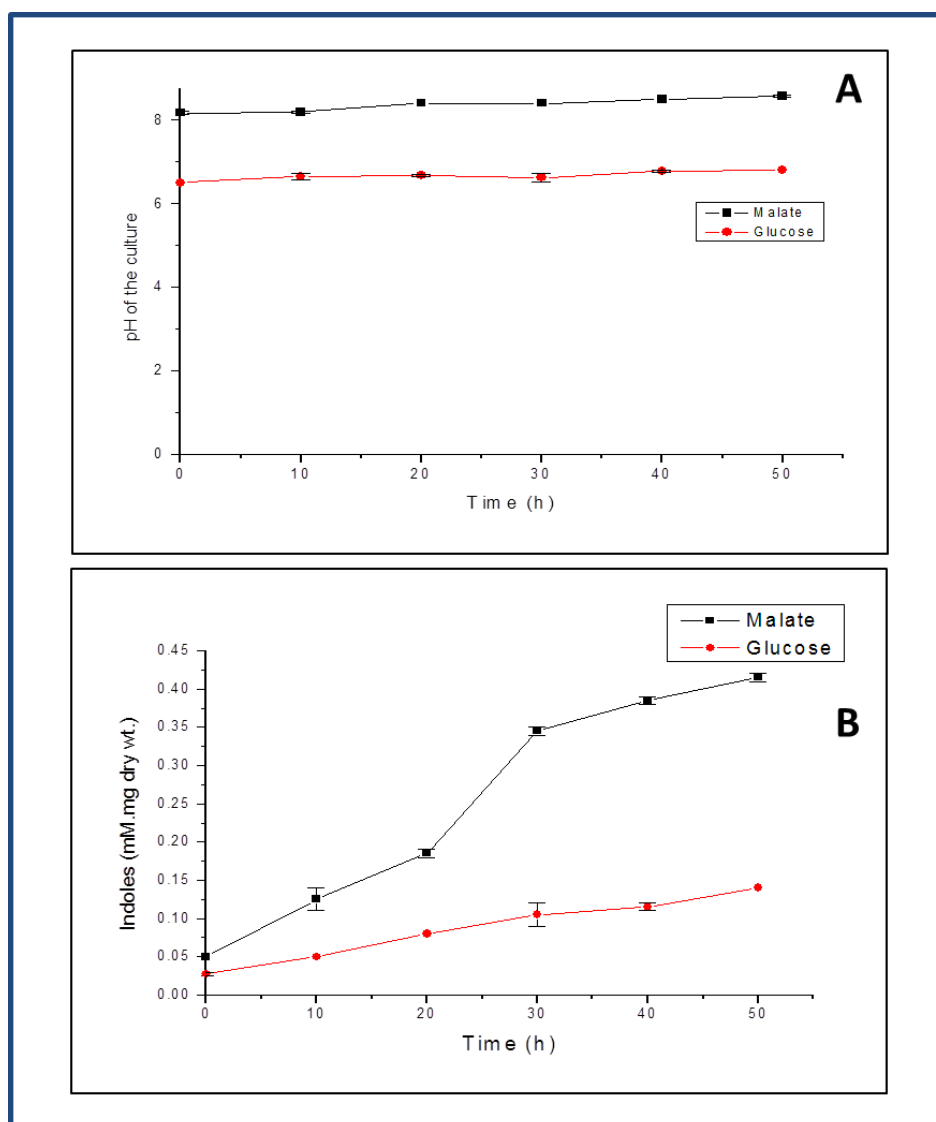 A
8
6
4
2
0
pH of the culture
Malate
Glucose
0 10 20 30 40 50
Time (h)
Malate
Glucose
B
0.45
0.40
0.35
0.30
0.25
0.20
0.15
0.10
0.05
0.00
Indoles (mM.mg dry wt.)
0 10 20 30 40 50
Time (h)